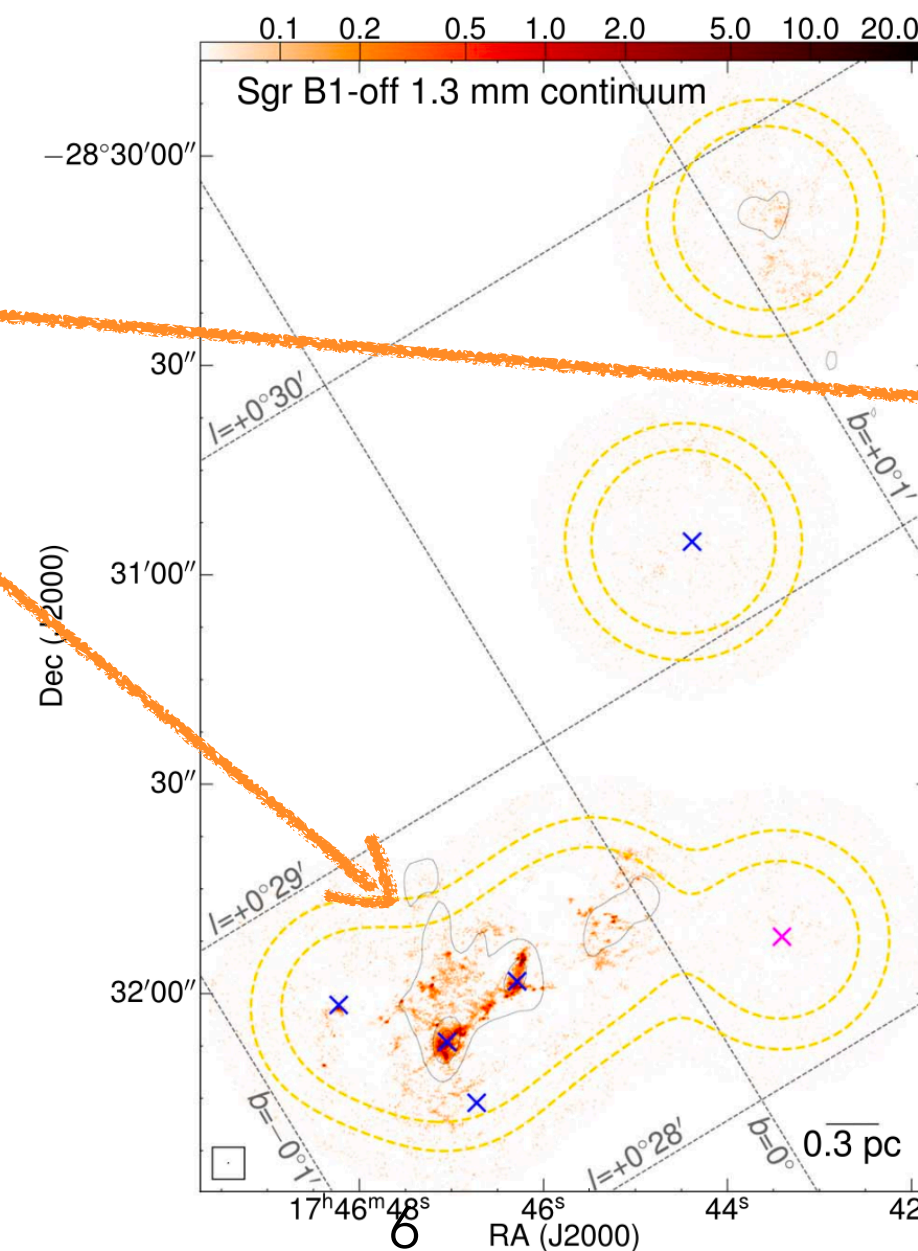 0.1 0.2 0.5 1.0 2.0 5.0 10.0 20.0
Sgr B1-off 1.3 mm continuum
−28°30′00″
30″
l=+0°30′
b=+0°1′
31′00″
Dec (J2000)
30″
l=+0°29′
32′00″
b=−0°1′
l=+0°28′
b=0°
0.3 pc
17ʰ46ᵐ48ˢ 46ˢ 44ˢ 42
6 RA (J2000)